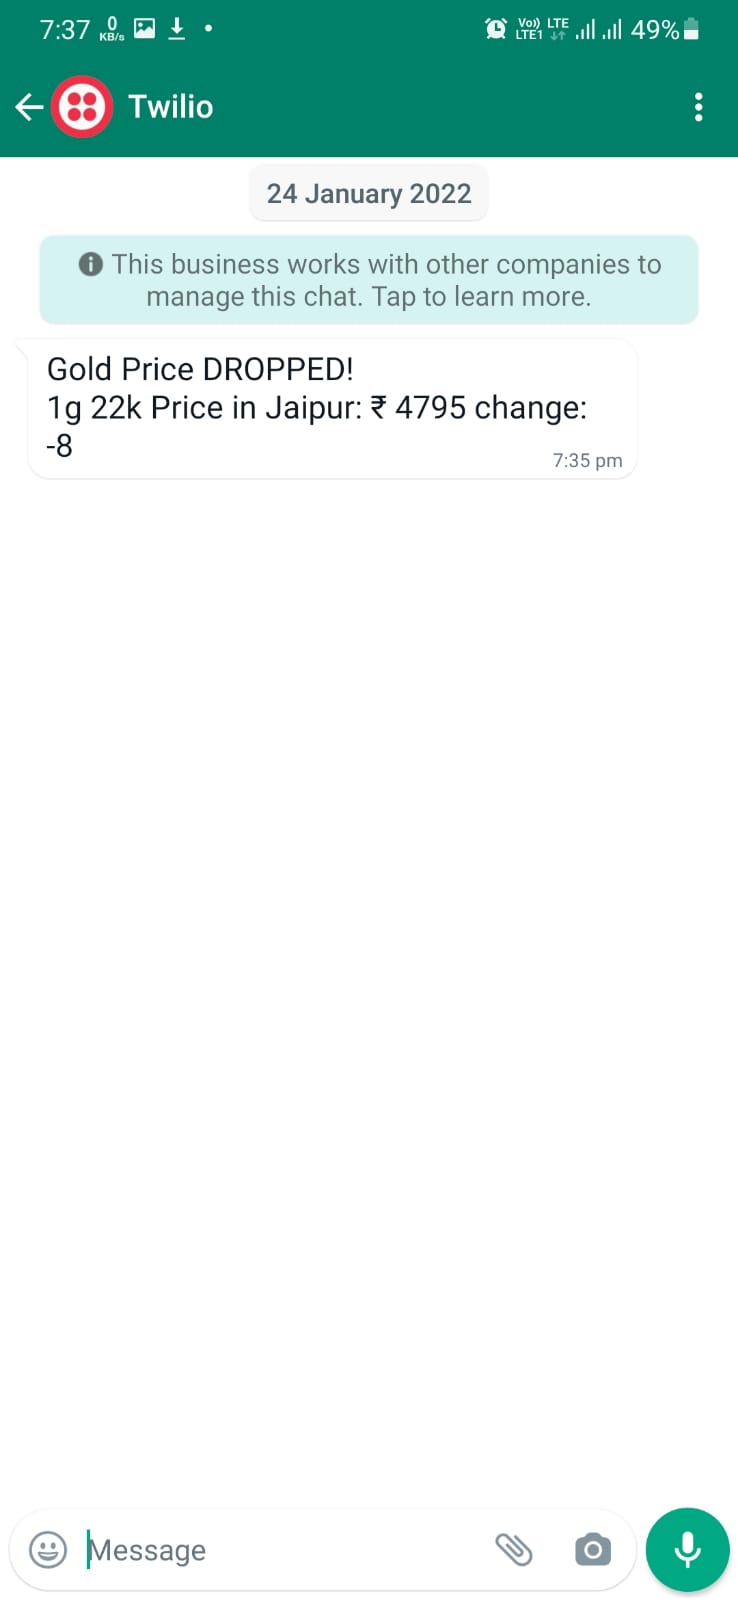 7:37 0 KB/s Vo)) LTE LTE1 49%
Twilio
24 January 2022
This business works with other companies to
manage this chat. Tap to learn more.
Gold Price DROPPED!
1g 22k Price in Jaipur: ₹ 4795 change:
-8
7:35 pm
Message